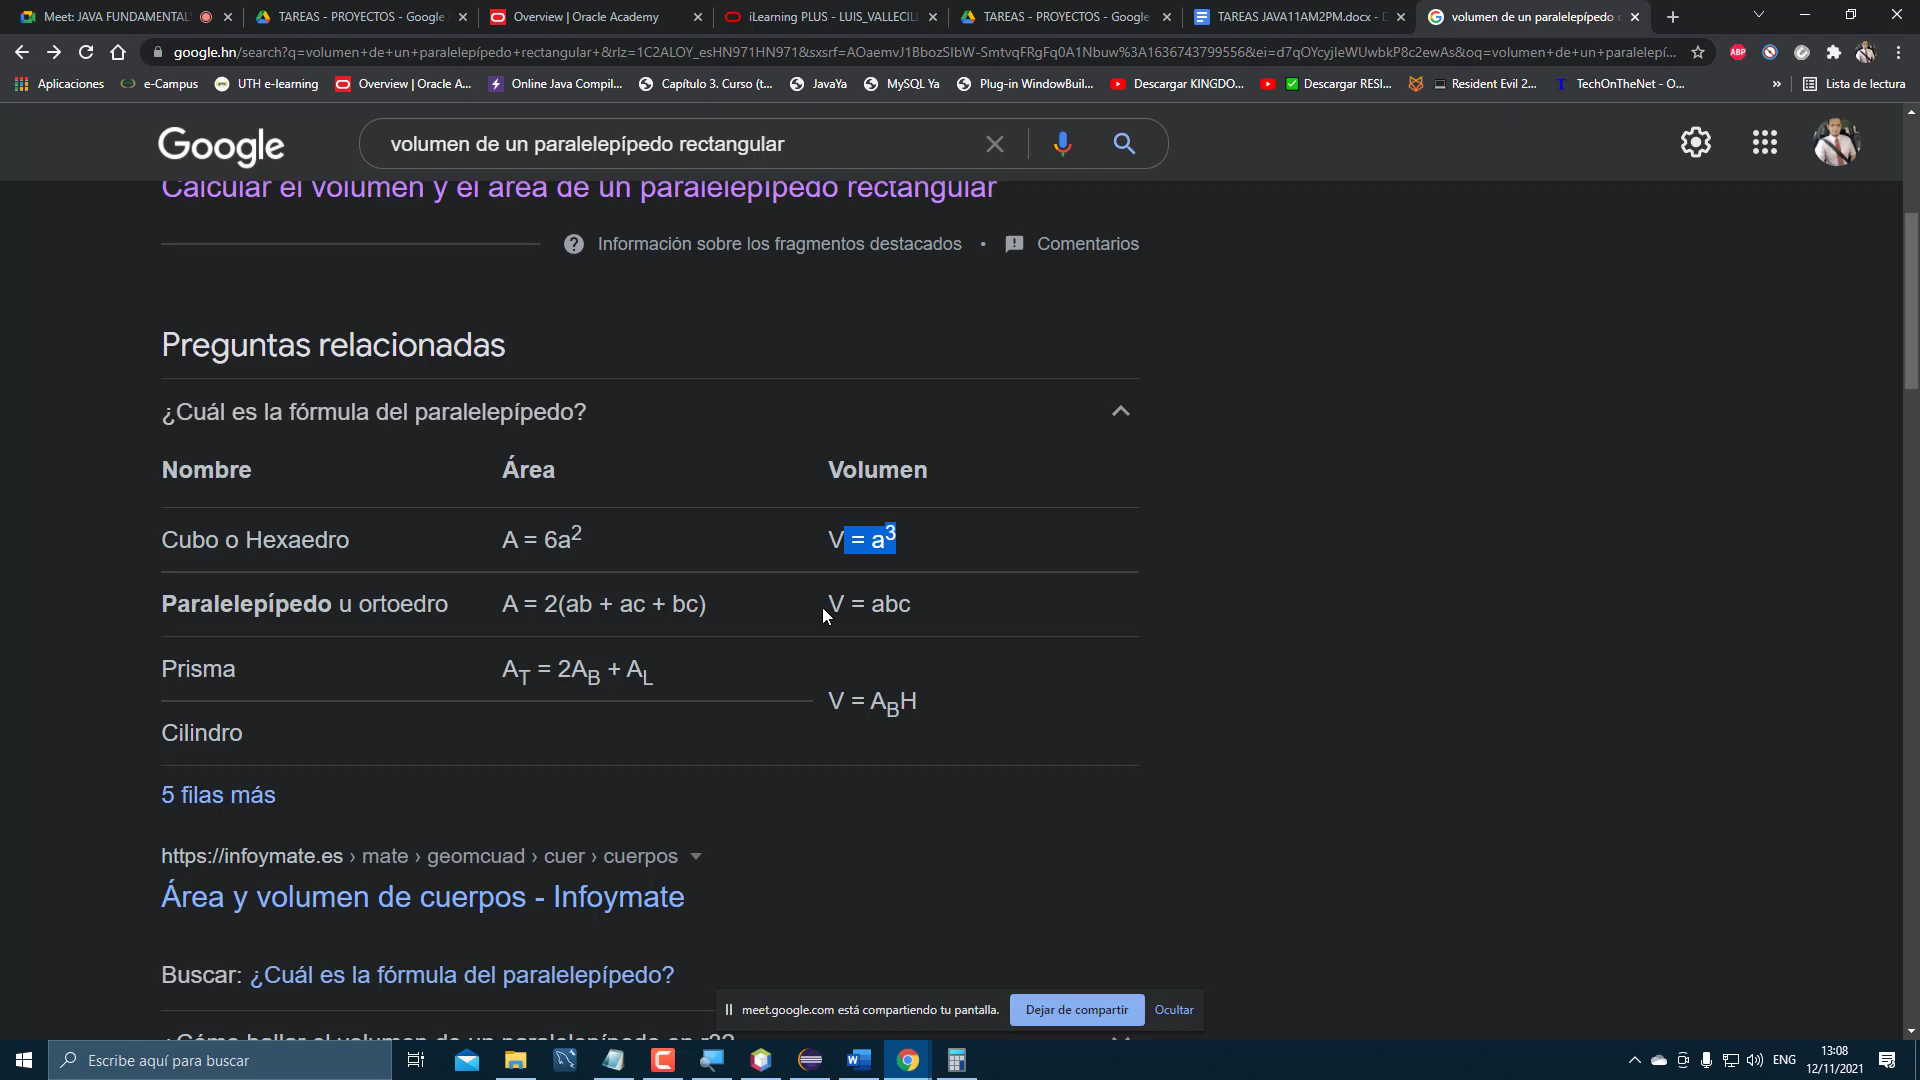 Meet: JAVA FUNDAMENTAL
TAREAS - PROYECTOS - Google
Overview | Oracle Academy
iLearning PLUS - LUIS_VALLECIL
TAREAS - PROYECTOS - Google
TAREAS JAVA11AM2PM.docx - D
volumen de un paralelepípedo r
google.hn/search?q=volumen+de+un+paralelepípedo+rectangular+&rlz=1C2ALOY_esHN971HN971&sxsrf=AOaemvJ1BbozSIbW-SmtvqFRgFq0A1Nbuw%3A1636743799556&ei=d7qOYcyjIeWUwbkP8c2ewAs&oq=volumen+de+un+paralelepí...
ABP
Aplicaciones
e-Campus
UTH e-learning
Overview | Oracle A...
Online Java Compil...
Capítulo 3. Curso (t...
JavaYa
MySQL Ya
Plug-in WindowBuil...
Descargar KINGDO...
Descargar RESI...
Resident Evil 2...
TechOnTheNet - O...
»
Lista de lectura
Google
volumen de un paralelepípedo rectangular
Calcular el volumen y el área de un paralelepípedo rectangular
Información sobre los fragmentos destacados • Comentarios
Preguntas relacionadas
¿Cuál es la fórmula del paralelepípedo?
Nombre Área Volumen
Cubo o Hexaedro A = 6a² V = a³
Paralelepípedo u ortoedro A = 2(ab + ac + bc) V = abc
Prisma A_T = 2A_B + A_L
V = A_BH
Cilindro
5 filas más
https://infoymate.es › mate › geomcuad › cuer › cuerpos
Área y volumen de cuerpos - Infoymate
Buscar: ¿Cuál es la fórmula del paralelepípedo?
meet.google.com está compartiendo tu pantalla. Dejar de compartir Ocultar
Escribe aquí para buscar
ENG
13:08
12/11/2021